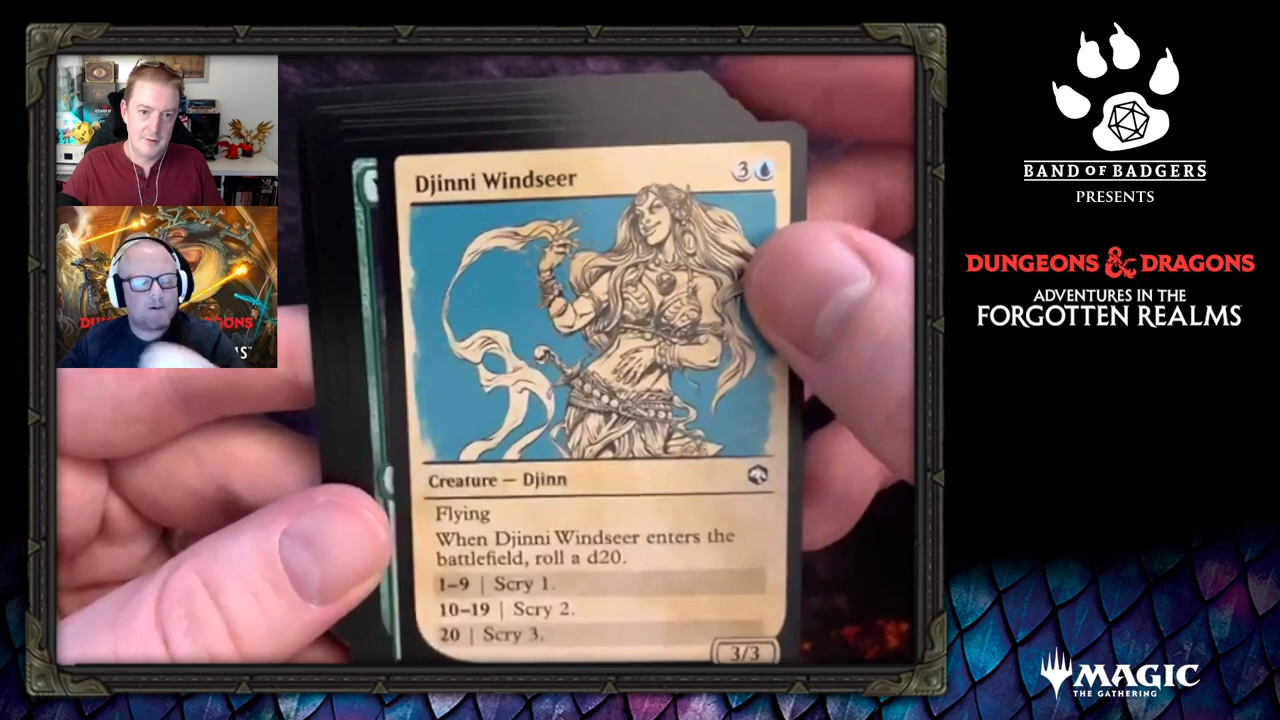 Djinni Windseer
3
Creature — Djinn
Flying
When Djinni Windseer enters the
battlefield, roll a d20.
1–9 | Scry 1.
10–19 | Scry 2.
20 | Scry 3.
3/3
BAND OF BADGERS
PRESENTS
DUNGEONS & DRAGONS
ADVENTURES IN THE
FORGOTTEN REALMS
MAGIC
THE GATHERING